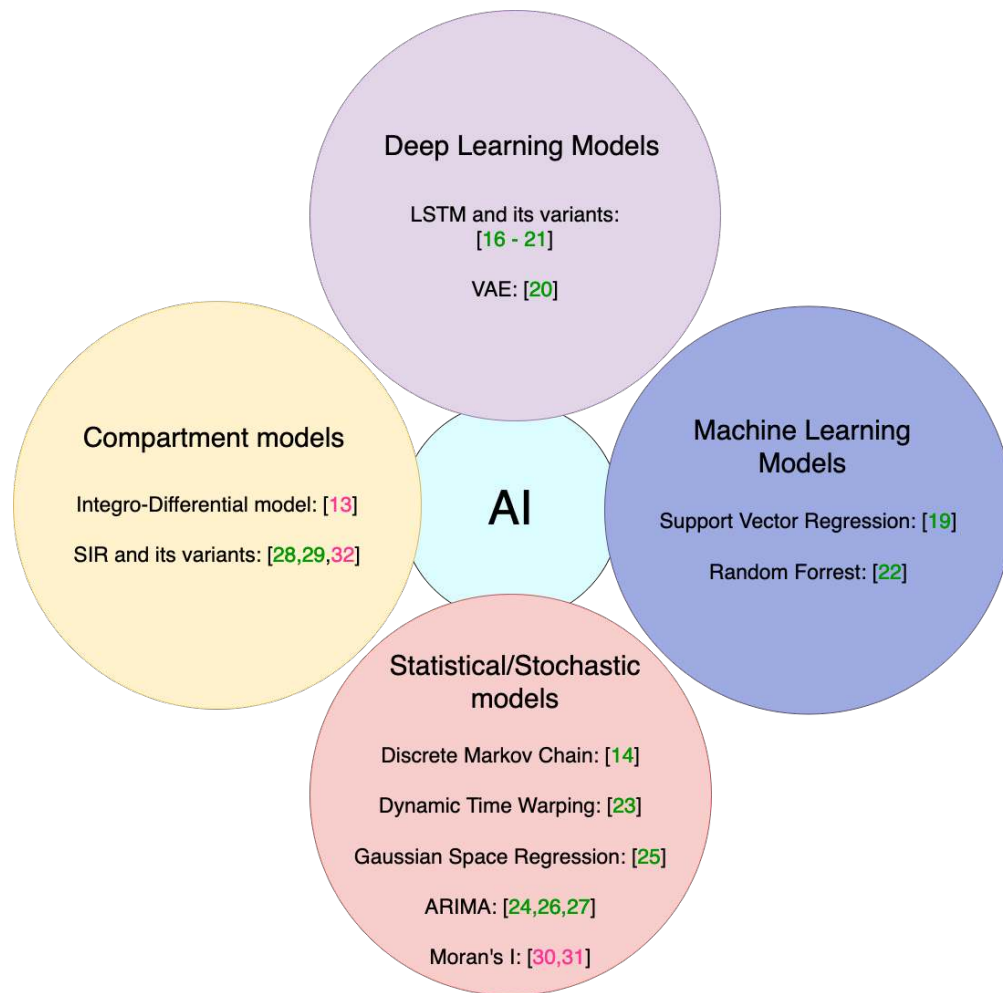 Deep Learning Models
LSTM and its variants:
[16 - 21]
VAE: [20]
Compartment models
Integro-Differential model: [13]
SIR and its variants: [28,29,32]
AI
Machine Learning
Models
Support Vector Regression: [19]
Random Forrest: [22]
Statistical/Stochastic
models
Discrete Markov Chain: [14]
Dynamic Time Warping: [23]
Gaussian Space Regression: [25]
ARIMA: [24,26,27]
Moran's I: [30,31]